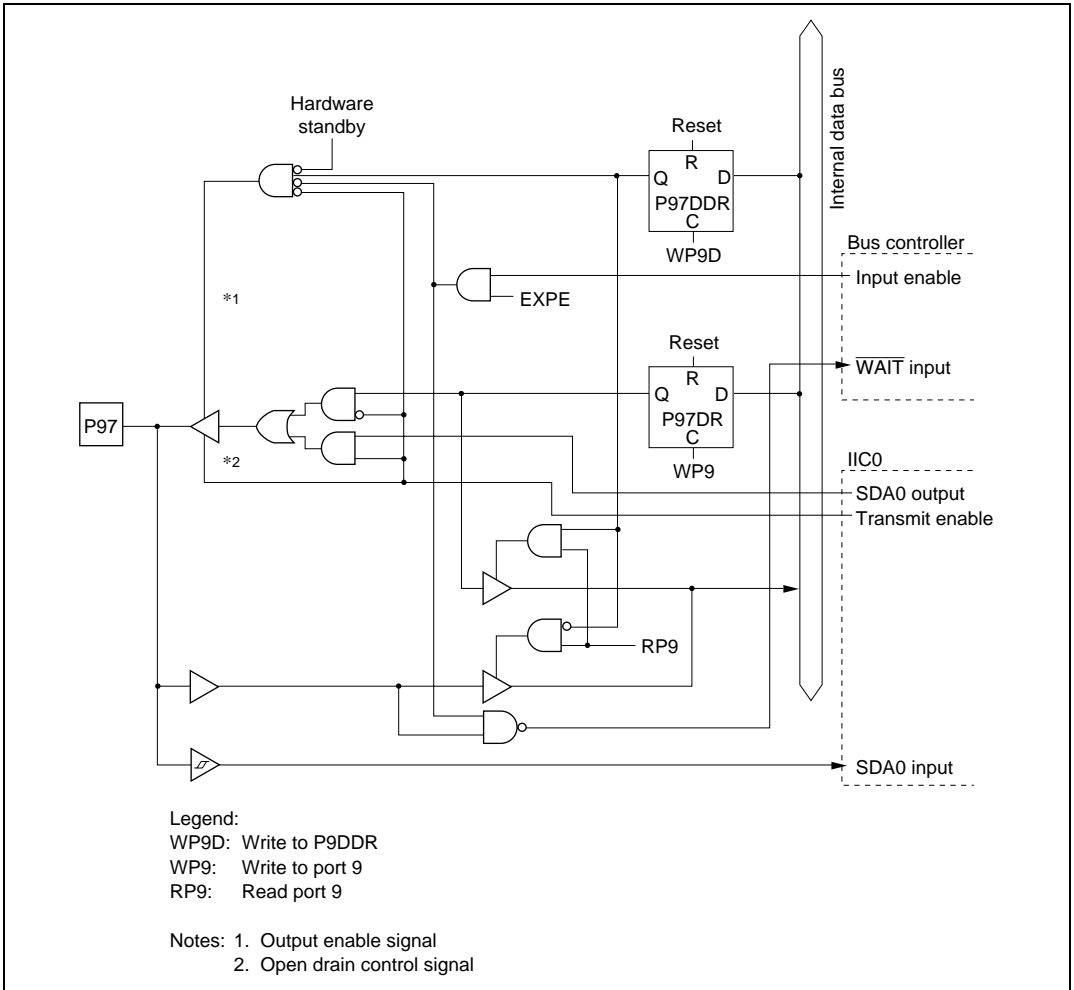 Hardware
standby
Reset
R
Q D
P97DDR
C
WP9D
Internal data bus
Bus controller
Input enable
EXPE
*1
Reset
R
Q D
P97DR
C
WP9
WAIT input
P97
*2
IIC0
SDA0 output
Transmit enable
RP9
SDA0 input
Legend:
WP9D: Write to P9DDR
WP9: Write to port 9
RP9: Read port 9
Notes: 1. Output enable signal
2. Open drain control signal